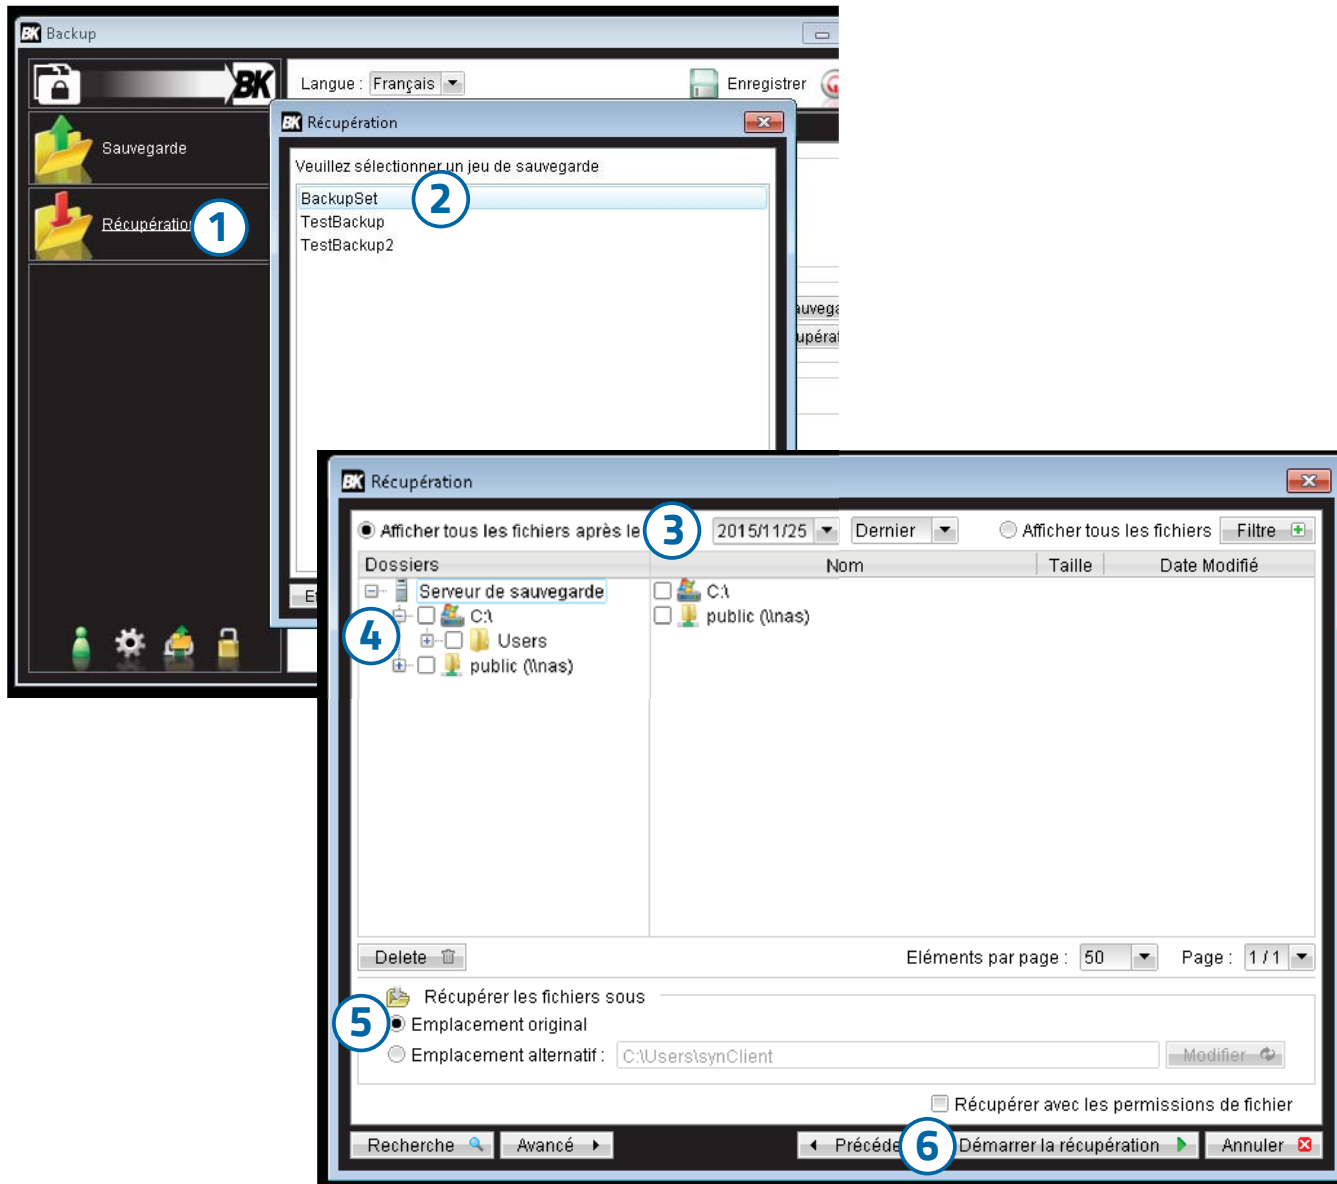 BK Backup
BK
Langue : Français
Enregistrer
Sauvegarde
Récupération
1
BK Récupération
Veuillez sélectionner un jeu de sauvegarde
BackupSet
2
TestBackup
TestBackup2
BK Récupération
Afficher tous les fichiers après le
3
2015/11/25
Dernier
Afficher tous les fichiers
Filtre
Dossiers
Nom
Taille
Date Modifié
Serveur de sauvegarde
4
C:\
Users
public (\\nas)
C:\
public (\\nas)
Delete
Eléments par page : 50
Page : 1 / 1
Récupérer les fichiers sous
5
Emplacement original
Emplacement alternatif : C:\Users\synClient
Modifier
Récupérer avec les permissions de fichier
Recherche
Avancé
Précéde
6
Démarrer la récupération
Annuler